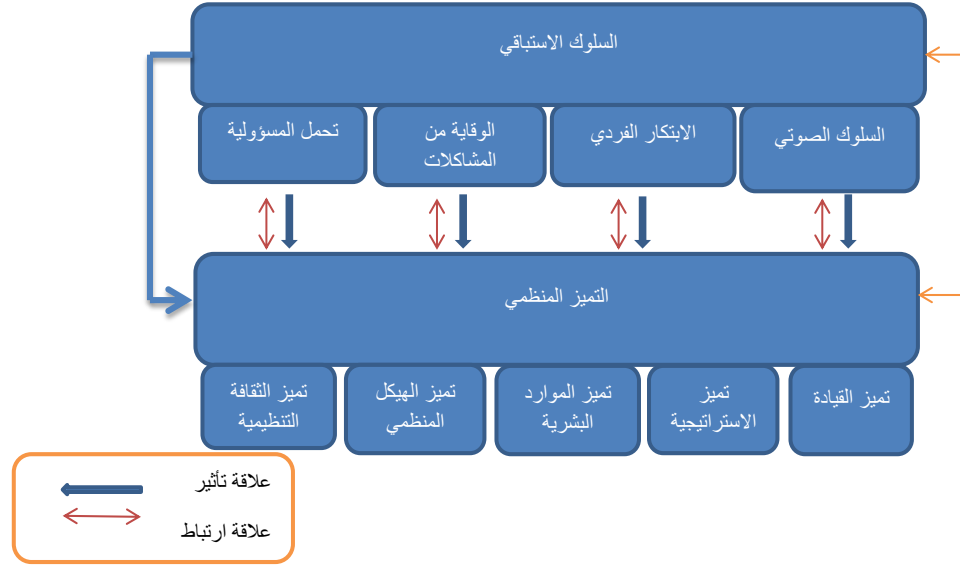 السلوك الاستباقي
السلوك الصوتي
الابتكار الفردي
الوقاية من
المشاكلات
تحمل المسؤولية
التميز المنظمي
تميز القيادة
تميز
الاستراتيجية
تميز الموارد
البشرية
تميز الهيكل
المنظمي
تميز الثقافة
التنظيمية
علاقة تأثير
علاقة ارتباط